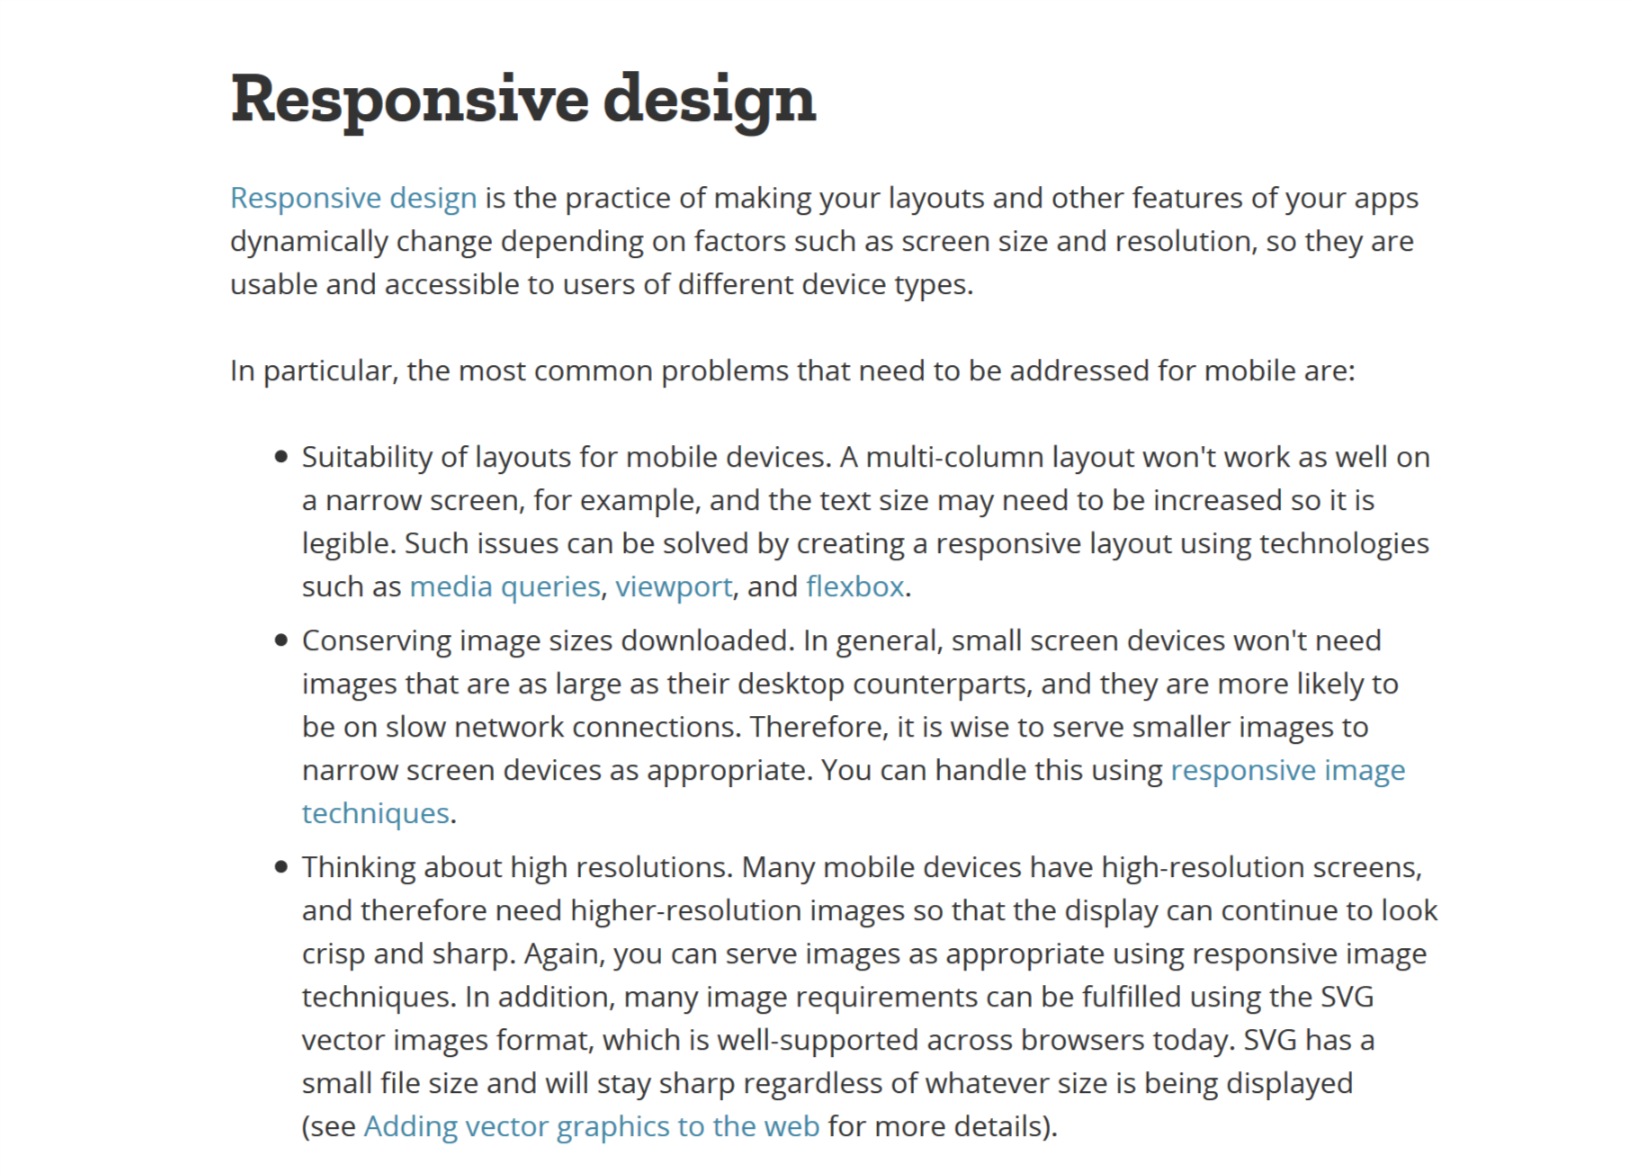 Responsive design
Responsive design is the practice of making your layouts and other features of your apps
dynamically change depending on factors such as screen size and resolution, so they are
usable and accessible to users of different device types.
In particular, the most common problems that need to be addressed for mobile are:
• Suitability of layouts for mobile devices. A multi-column layout won't work as well on
a narrow screen, for example, and the text size may need to be increased so it is
legible. Such issues can be solved by creating a responsive layout using technologies
such as media queries, viewport, and flexbox.
• Conserving image sizes downloaded. In general, small screen devices won't need
images that are as large as their desktop counterparts, and they are more likely to
be on slow network connections. Therefore, it is wise to serve smaller images to
narrow screen devices as appropriate. You can handle this using responsive image
techniques.
• Thinking about high resolutions. Many mobile devices have high-resolution screens,
and therefore need higher-resolution images so that the display can continue to look
crisp and sharp. Again, you can serve images as appropriate using responsive image
techniques. In addition, many image requirements can be fulfilled using the SVG
vector images format, which is well-supported across browsers today. SVG has a
small file size and will stay sharp regardless of whatever size is being displayed
(see Adding vector graphics to the web for more details).